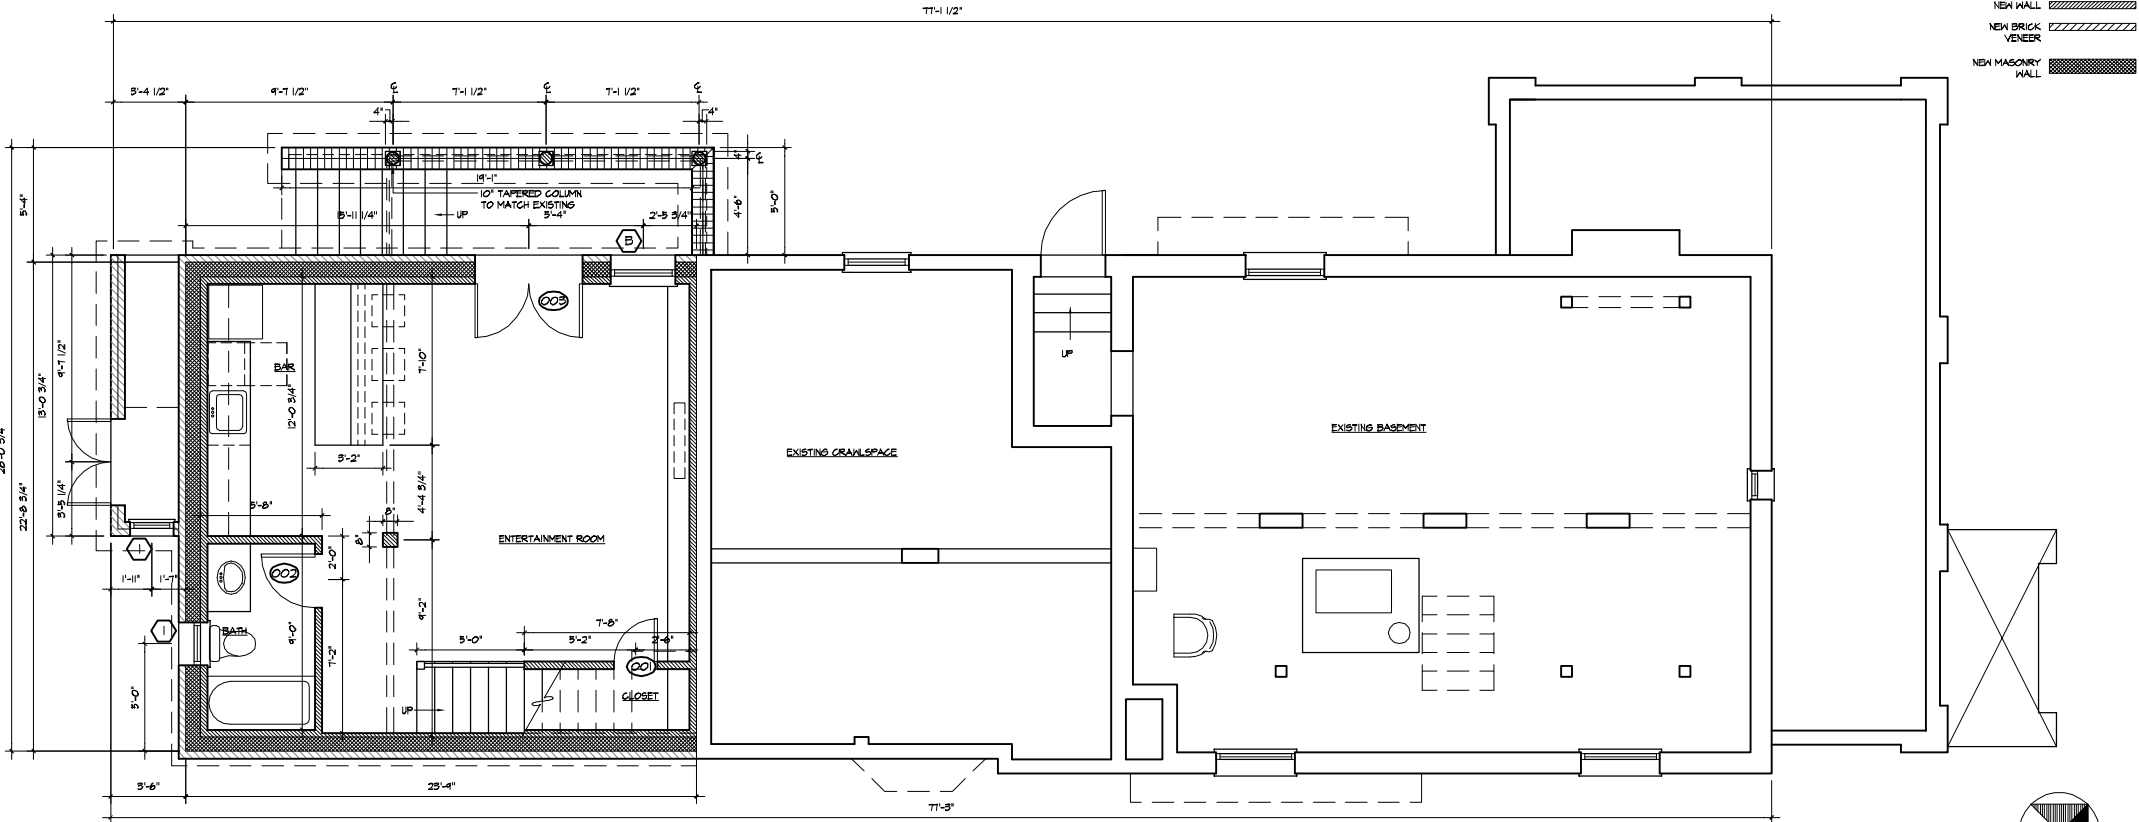 NEW WALL
NEW BRICK
VENEER
NEW MASONRY
WALL
77'-1 1/2"
3'-4 1/2"
9'-7 1/2"
7'-1 1/2"
7'-1 1/2"
4"
4"
19'-1"
10" TAPERED COLUMN
TO MATCH EXISTING
15'-11 1/4"
UP
5'-4"
2'-5 3/4"
4"
4'-6"
5'-0"
B
5'-4"
003
9'-7 1/2"
13'-0 3/4"
BAR
12'-0 3/4"
7'-10"
UP
22'-8 3/4"
3'-5 1/4"
3'-2"
4'-4 3/4"
5'-8"
8"
8"
ENTERTAINMENT ROOM
EXISTING CRAWLSPACE
EXISTING BASEMENT
1
1'-11"
1'-7"
002
2'-0"
9'-2"
1
BATH
9'-0"
7'-2"
7'-8"
5'-0"
5'-2"
2'-6"
001
CLOSET
UP
5'-0"
3'-6"
23'-9"
77'-3"